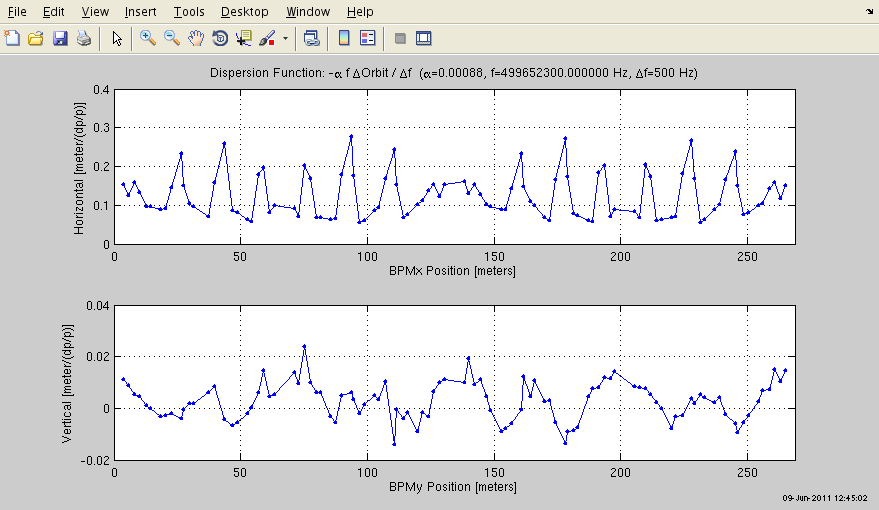 File Edit View Insert Tools Desktop Window Help
Dispersion Function: -α f ΔOrbit / Δf (α=0.00088, f=499652300.000000 Hz, Δf=500 Hz)
Horizontal [meter/(dp/p)]
0.4
0.3
0.2
0.1
0
0 50 100 150 200 250
BPMx Position [meters]
Vertical [meter/(dp/p)]
0.04
0.02
0
-0.02
0 50 100 150 200 250
BPMy Position [meters]
09-Jun-2011 12:45:02